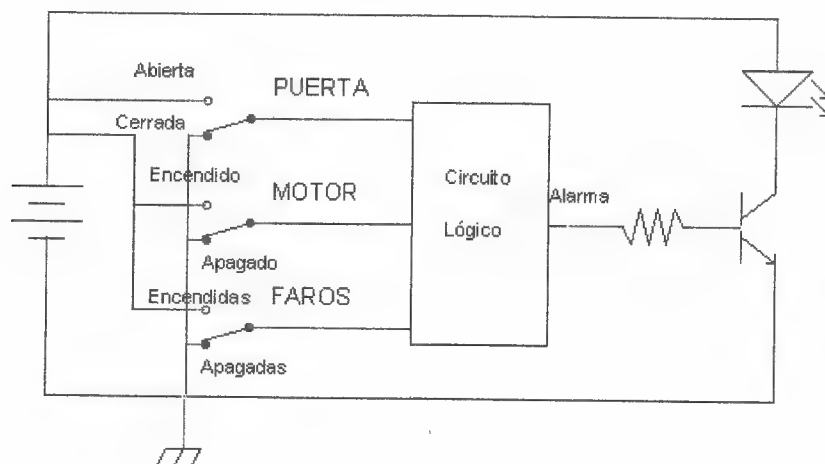 Abierta
PUERTA
Cerrada
Encendido
MOTOR
Apagado
Encendidas
FAROS
Apagadas
Circuito
Lógico
Alarma